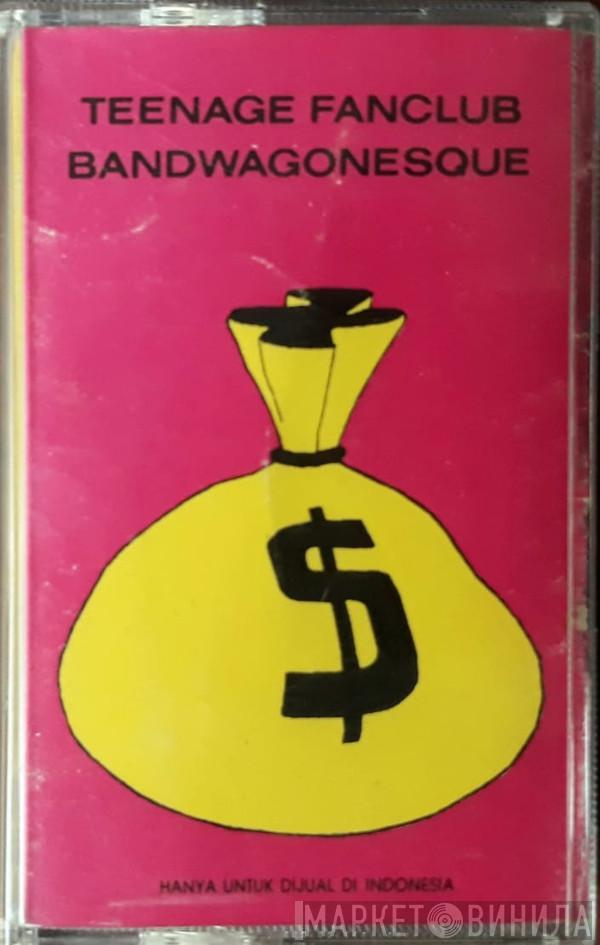 TEENAGE FANCLUB
BANDWAGONESQUE
$
HANYA UNTUK DIJUAL DI INDONESIA
МАРКЕТ ВИНИЛА